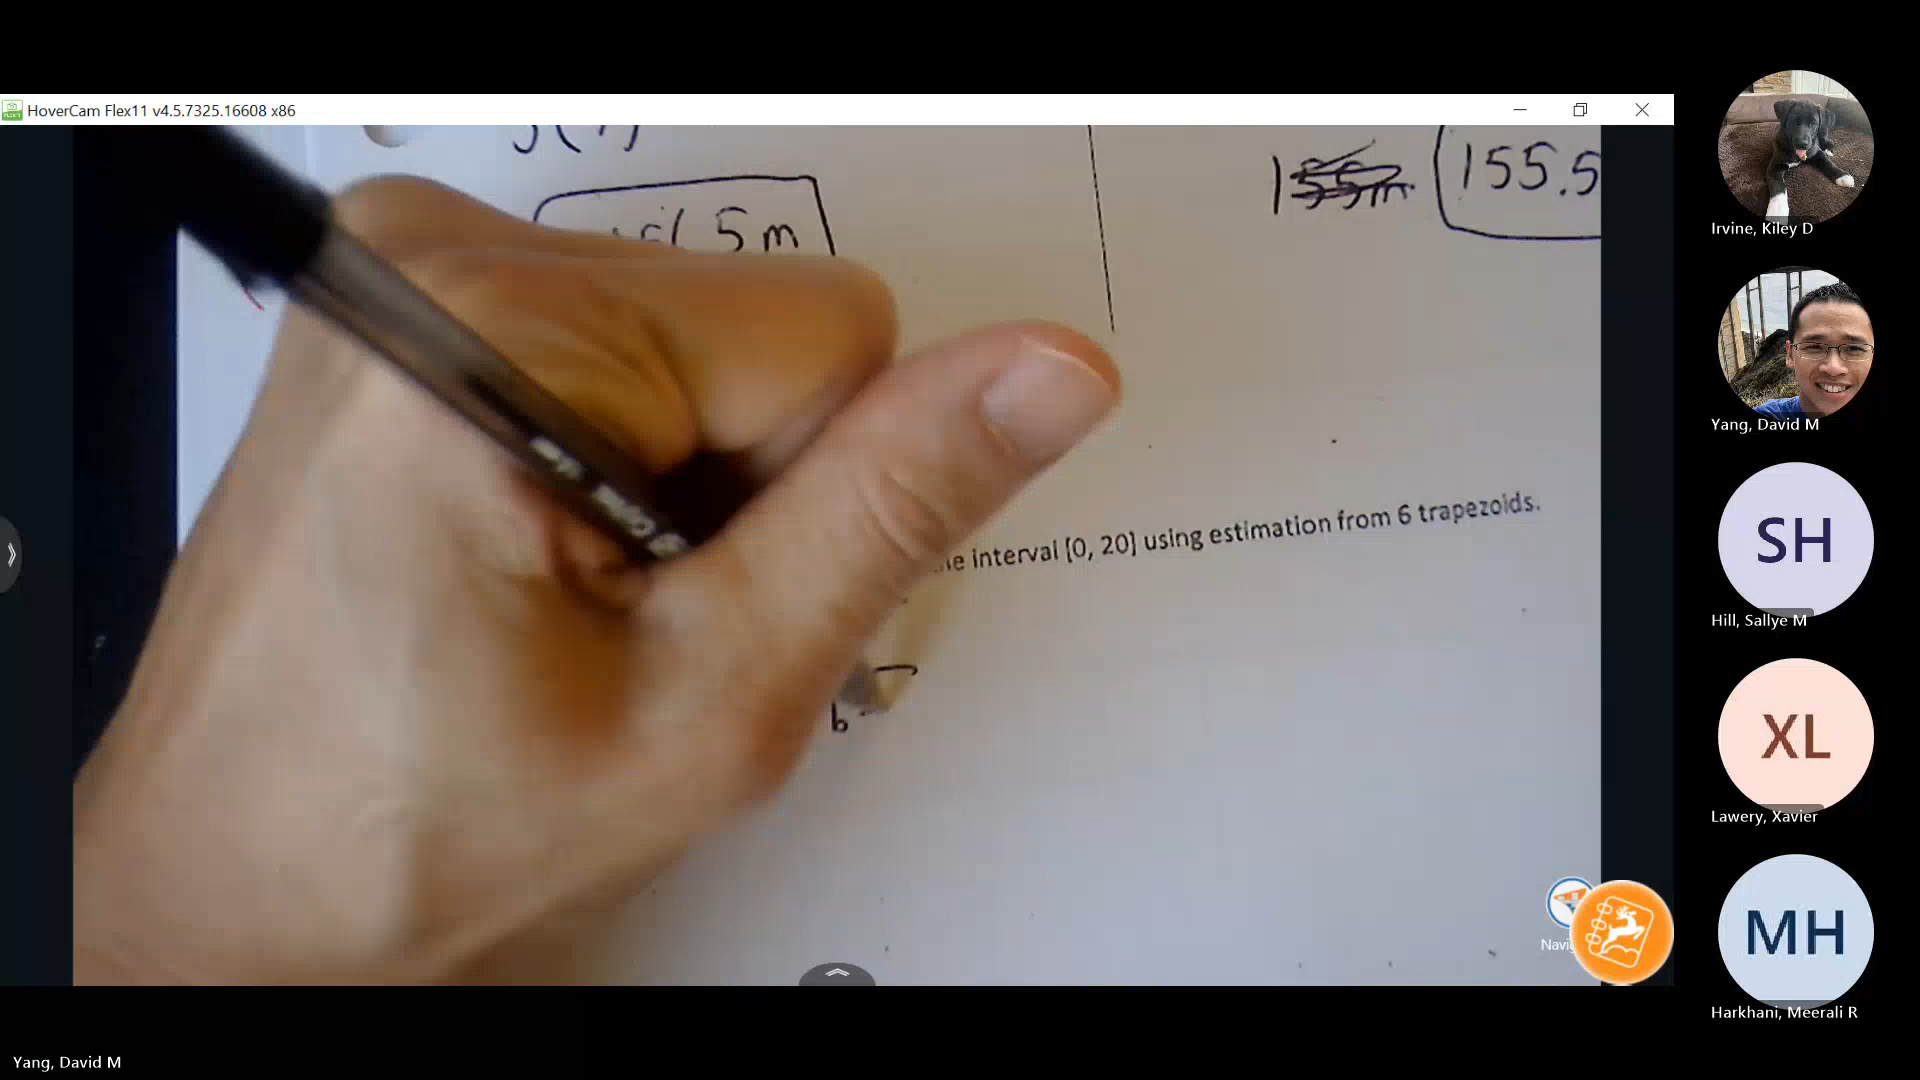 HoverCam Flex11 v4.5.7325.16608 x86
155.5
5 m
Irvine, Kiley D
Yang, David M
interval [0, 20] using estimation from 6 trapezoids.
SH
Hill, Sallye M
b
XL
Lawery, Xavier
MH
Harkhani, Meerali R
Yang, David M